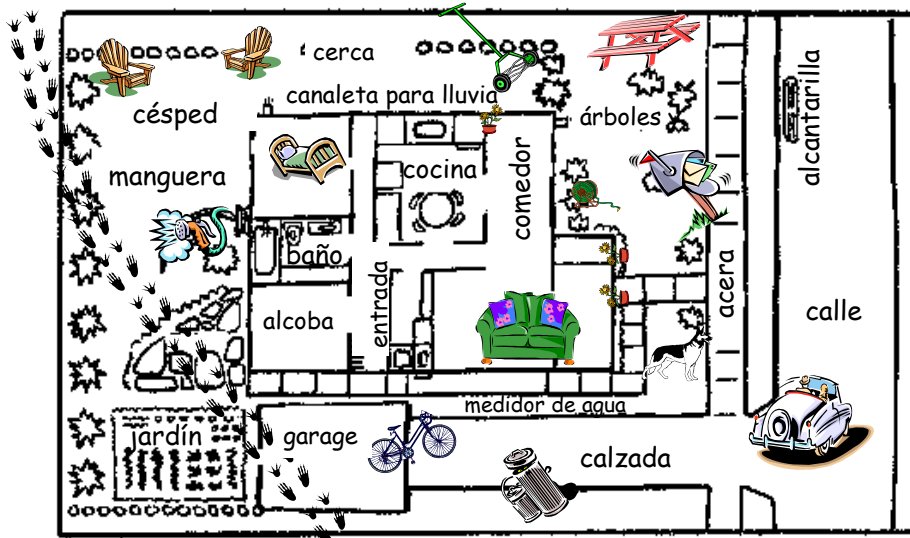 cerca
canaleta para lluvia
césped
árboles
alcantarilla
manguera
cocina
comedor
baño
entrada
acera
alcoba
calle
medidor de agua
jardín
garage
calzada